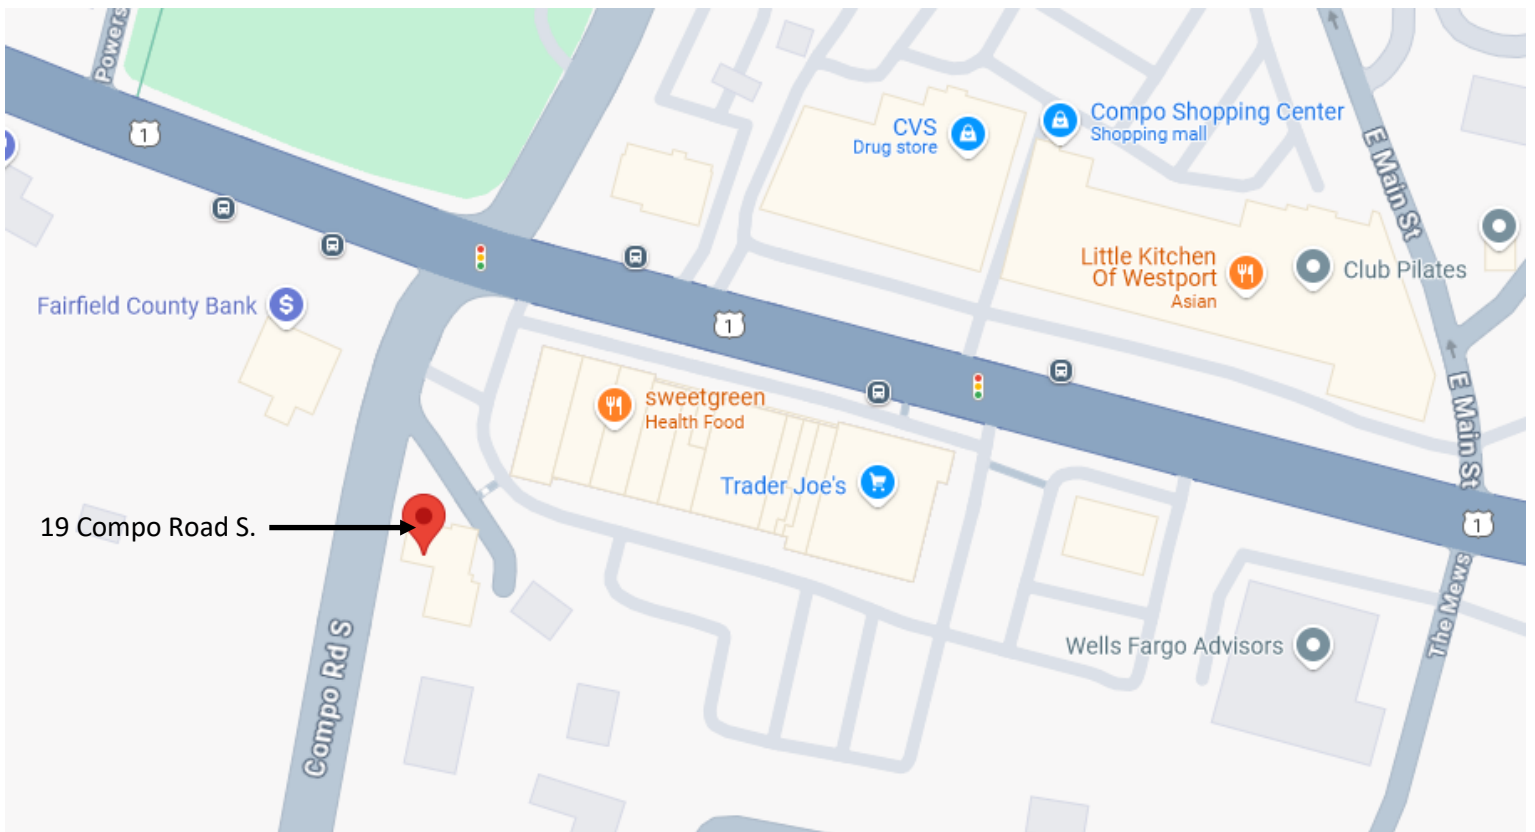 Powers
1
CVS
Drug store
Compo Shopping Center
Shopping mall
E Main St
Little Kitchen
Of Westport
Asian
Club Pilates
Fairfield County Bank
$
1
sweetgreen
Health Food
E Main St
Trader Joe's
19 Compo Road S.
1
The Mews
Wells Fargo Advisors
Compo Rd S